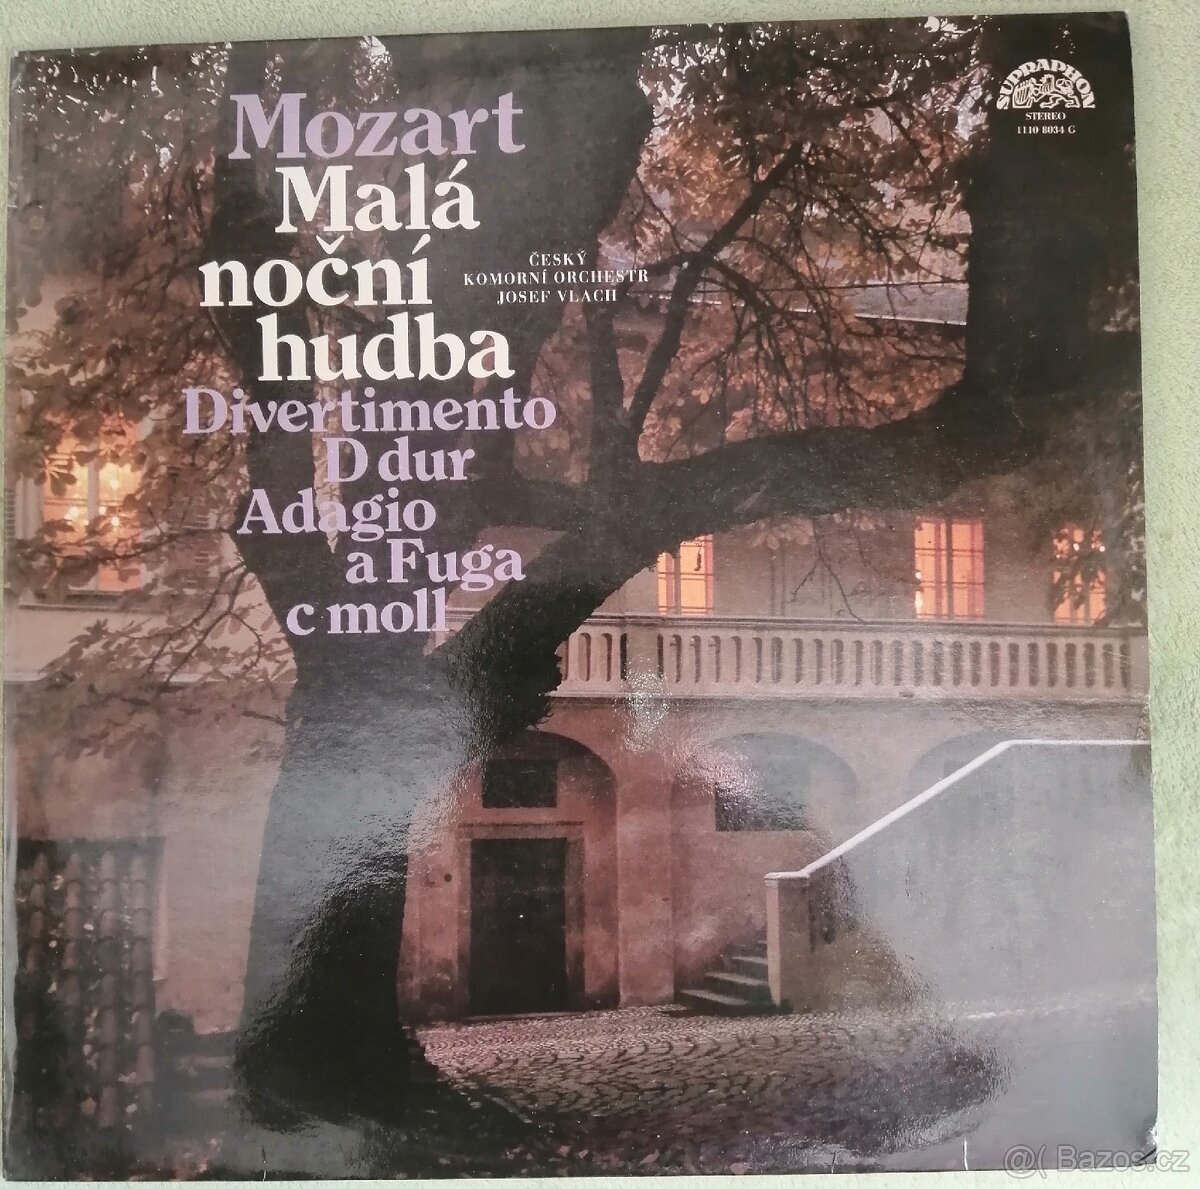 Mozart
Malá
noční
hudba
ČESKÝ
KOMORNÍ ORCHESTR
JOSEF VLACH
Divertimento
D dur
Adagio
a Fuga
c moll
SUPRAPHON
STEREO
1110 8034 G
@( Bazos.cz